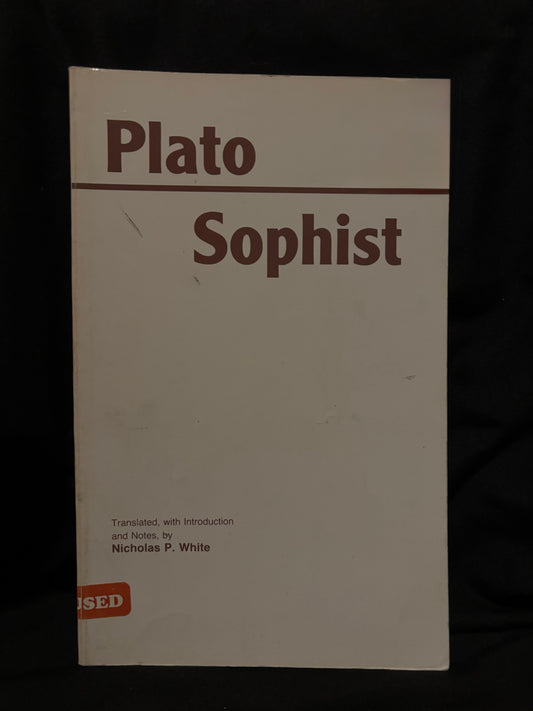 Plato
Sophist
Translated, with Introduction
and Notes, by
Nicholas P. White
USED